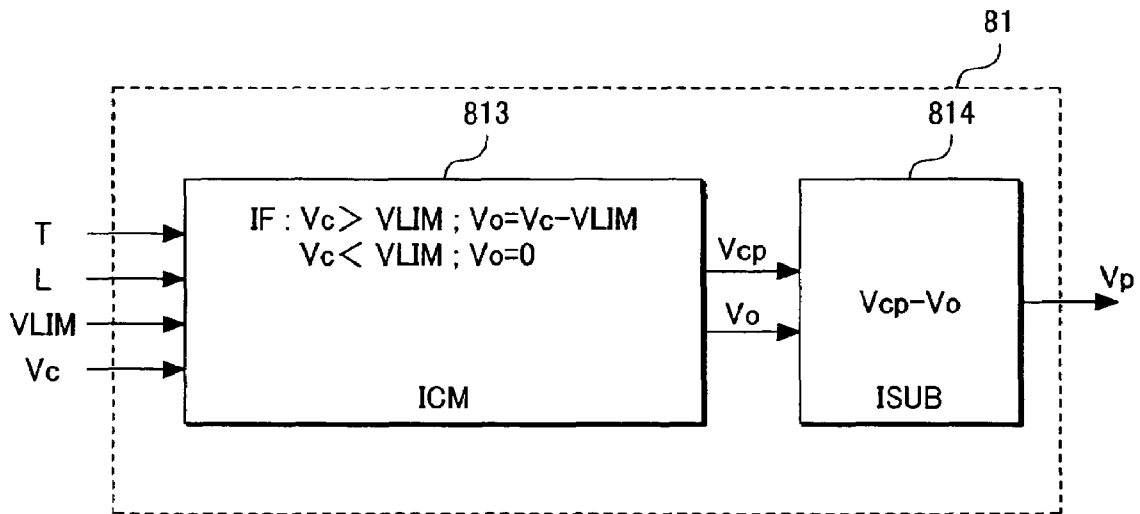 81
813
814
IF : Vc > VLIM ; Vo=Vc-VLIM
Vc < VLIM ; Vo=0
T
L
VLIM
Vc
ICM
Vcp
Vo
Vcp-Vo
ISUB
Vp